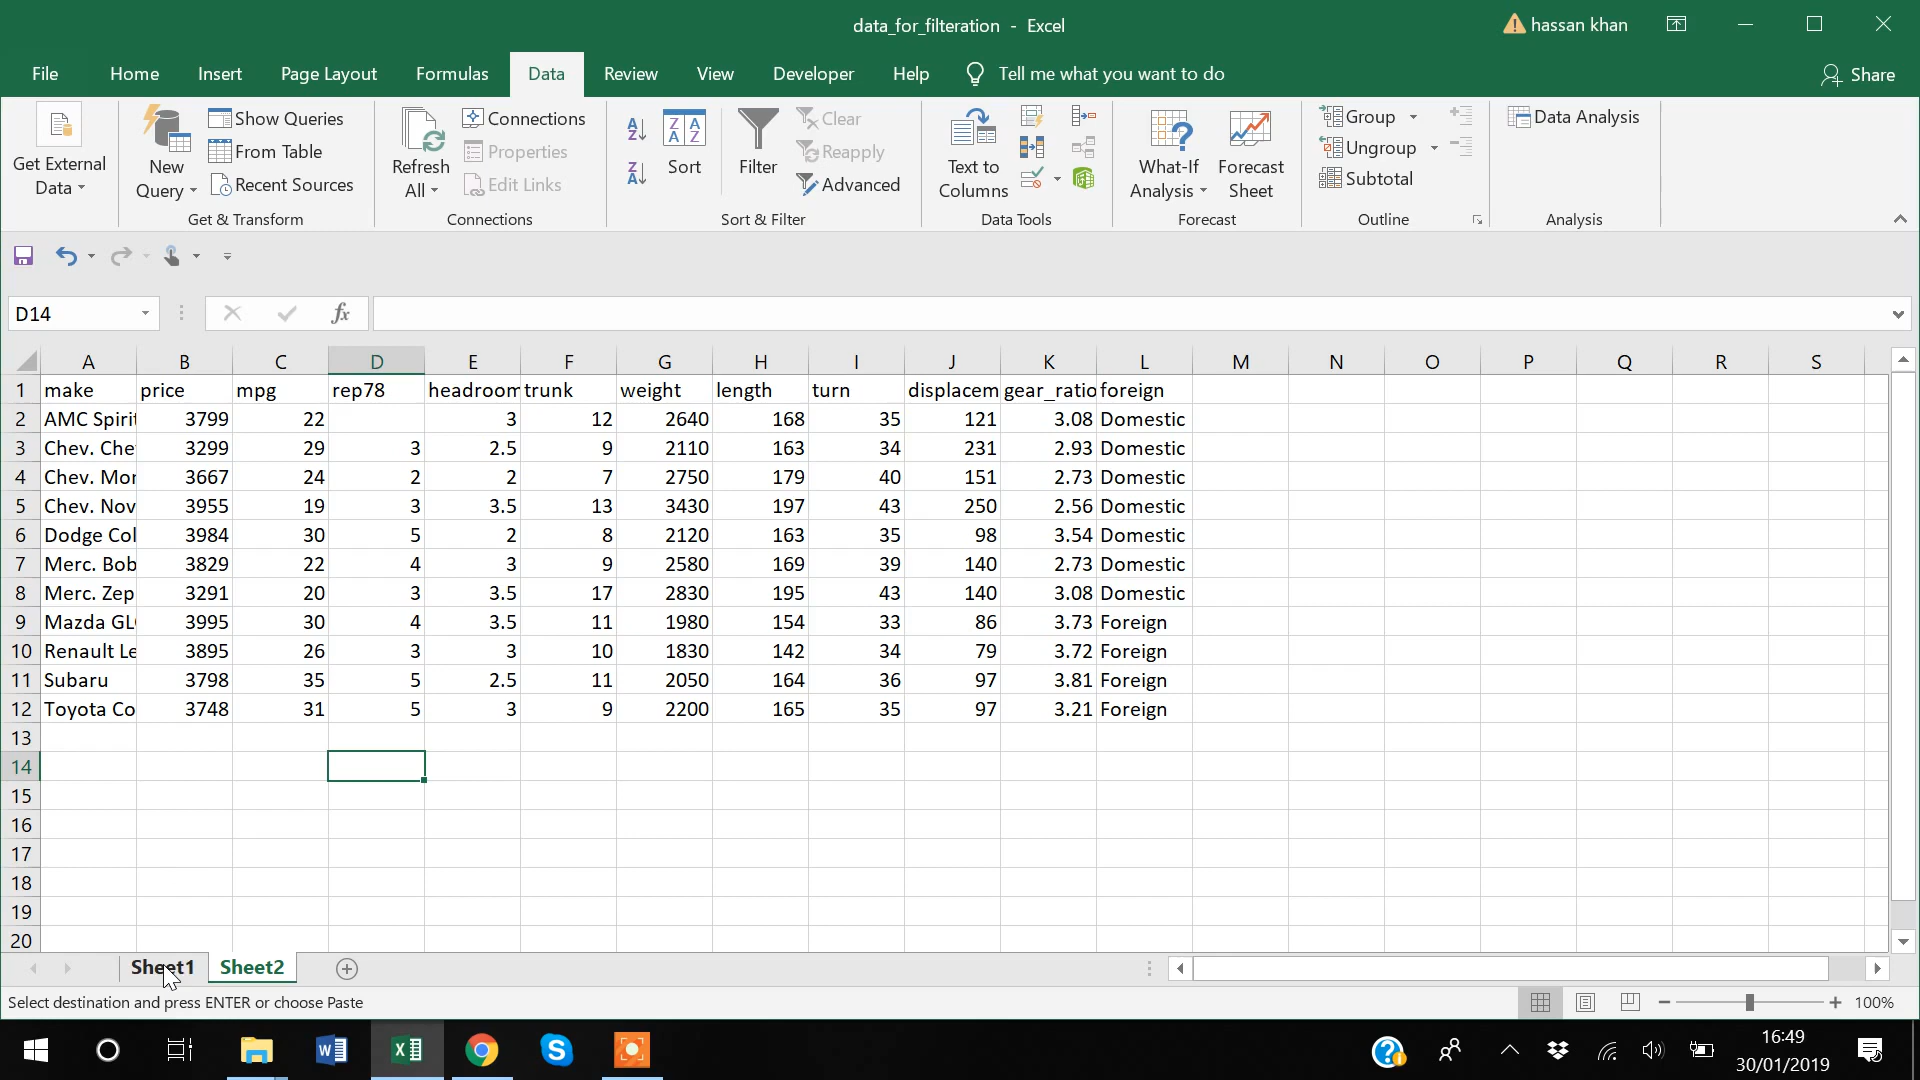 data_for_filteration - Excel
hassan khan
File Home Insert Page Layout Formulas Data Review View Developer Help Tell me what you want to do Share
Get External Data
New Query
Show Queries
From Table
Recent Sources
Get & Transform
Refresh All
Connections
Properties
Edit Links
Connections
Sort
Filter
Clear
Reapply
Advanced
Sort & Filter
Text to Columns
Data Tools
What-If Analysis
Forecast Sheet
Forecast
Group
Ungroup
Subtotal
Outline
Data Analysis
Analysis
D14 fx
A B C D E F G H I J K L M N O P Q R S
1 make price mpg rep78 headroom trunk weight length turn displacem gear_ratio foreign
2 AMC Spirit 3799 22 3 12 2640 168 35 121 3.08 Domestic
3 Chev. Che 3299 29 3 2.5 9 2110 163 34 231 2.93 Domestic
4 Chev. Mon 3667 24 2 2 7 2750 179 40 151 2.73 Domestic
5 Chev. Nov 3955 19 3 3.5 13 3430 197 43 250 2.56 Domestic
6 Dodge Col 3984 30 5 2 8 2120 163 35 98 3.54 Domestic
7 Merc. Bob 3829 22 4 3 9 2580 169 39 140 2.73 Domestic
8 Merc. Zep 3291 20 3 3.5 17 2830 195 43 140 3.08 Domestic
9 Mazda GL 3995 30 4 3.5 11 1980 154 33 86 3.73 Foreign
10 Renault Le 3895 26 3 3 10 1830 142 34 79 3.72 Foreign
11 Subaru 3798 35 5 2.5 11 2050 164 36 97 3.81 Foreign
12 Toyota Co 3748 31 5 3 9 2200 165 35 97 3.21 Foreign
13
14
15
16
17
18
19
20
Sheet1 Sheet2
Select destination and press ENTER or choose Paste
100%
16:49
30/01/2019